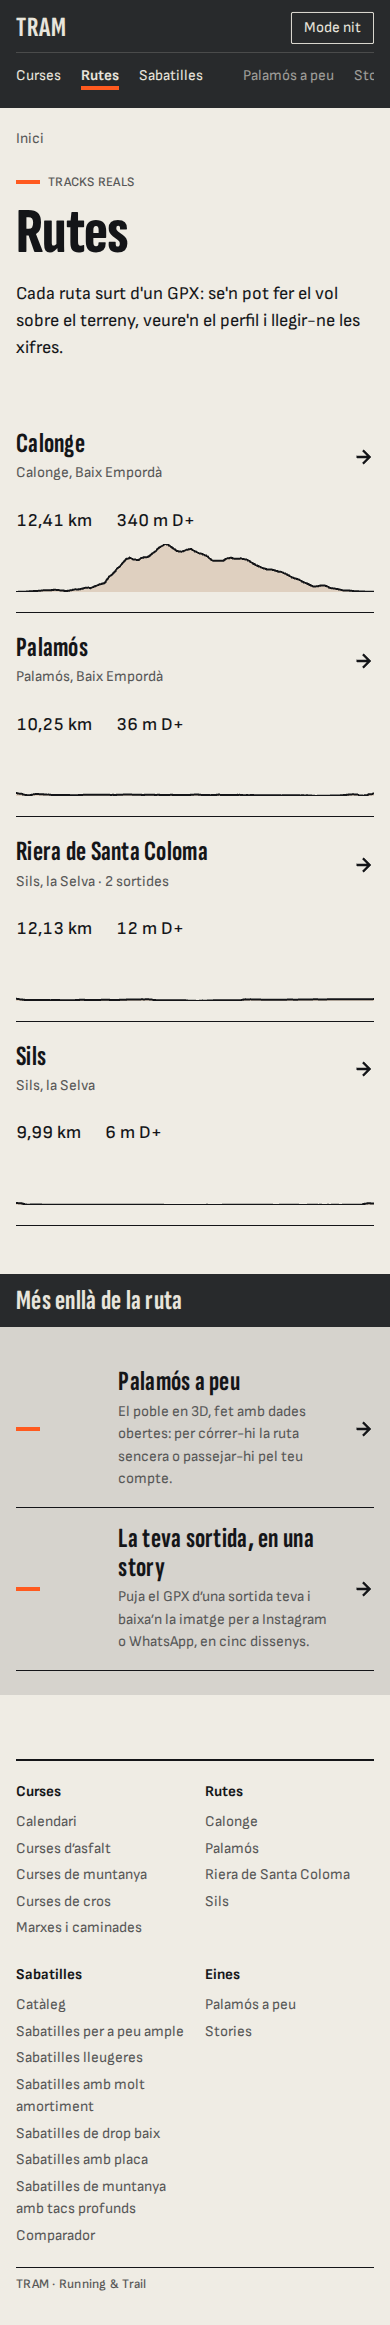 TRAM
Mode nit
Curses Rutes Sabatilles Palamós a peu Sto
Inici
TRACKS REALS
Rutes
Cada ruta surt d'un GPX: se'n pot fer el vol
sobre el terreny, veure'n el perfil i llegir-ne les
xifres.
Calonge
Calonge, Baix Empordà
12,41 km 340 m D+
Palamós
Palamós, Baix Empordà
10,25 km 36 m D+
Riera de Santa Coloma
Sils, la Selva · 2 sortides
12,13 km 12 m D+
Sils
Sils, la Selva
9,99 km 6 m D+
Més enllà de la ruta
Palamós a peu
El poble en 3D, fet amb dades
obertes: per córrer-hi la ruta
sencera o passejar-hi pel teu
compte.
La teva sortida, en una
story
Puja el GPX d’una sortida teva i
baixa’n la imatge per a Instagram
o WhatsApp, en cinc dissenys.
Curses
Calendari
Curses d’asfalt
Curses de muntanya
Curses de cros
Marxes i caminades
Rutes
Calonge
Palamós
Riera de Santa Coloma
Sils
Sabatilles
Catàleg
Sabatilles per a peu ample
Sabatilles lleugeres
Sabatilles amb molt
amortiment
Sabatilles de drop baix
Sabatilles amb placa
Sabatilles de muntanya
amb tacs profunds
Comparador
Eines
Palamós a peu
Stories
TRAM · Running & Trail